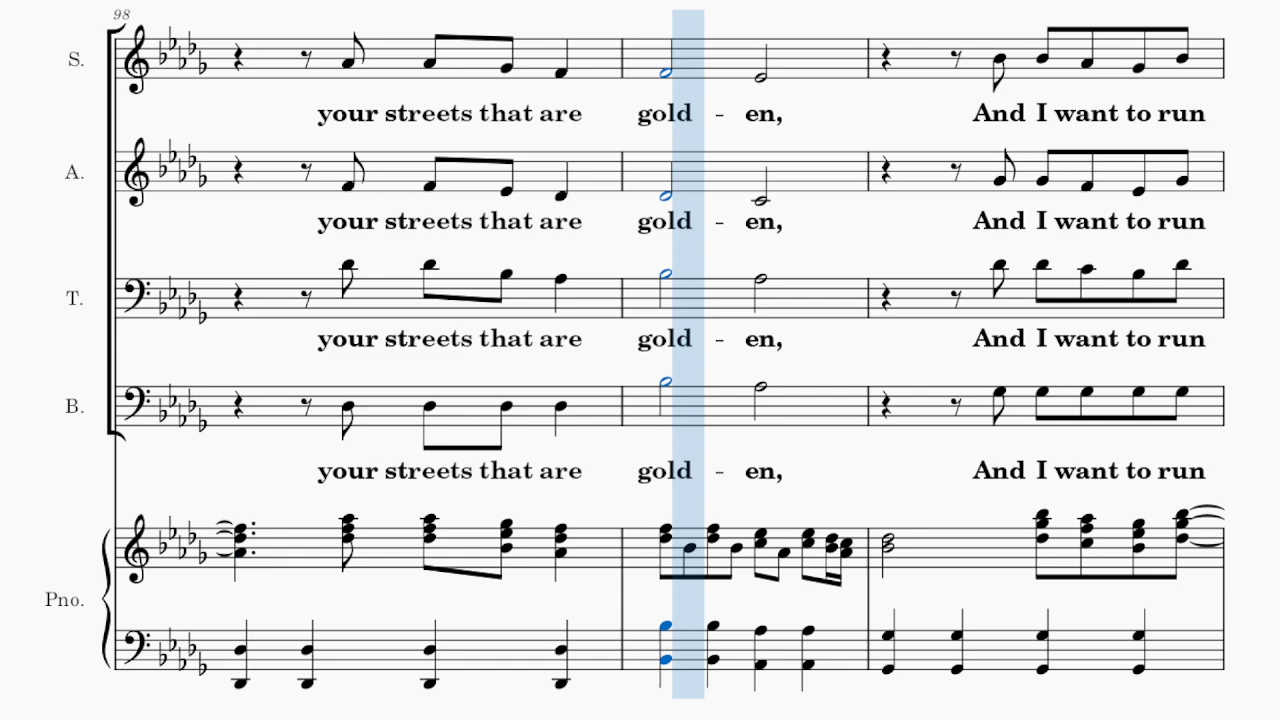 98
S.
your streets that are gold - en, And I want to run
A.
your streets that are gold - en, And I want to run
T.
your streets that are gold - en, And I want to run
B.
your streets that are gold - en, And I want to run
Pno.